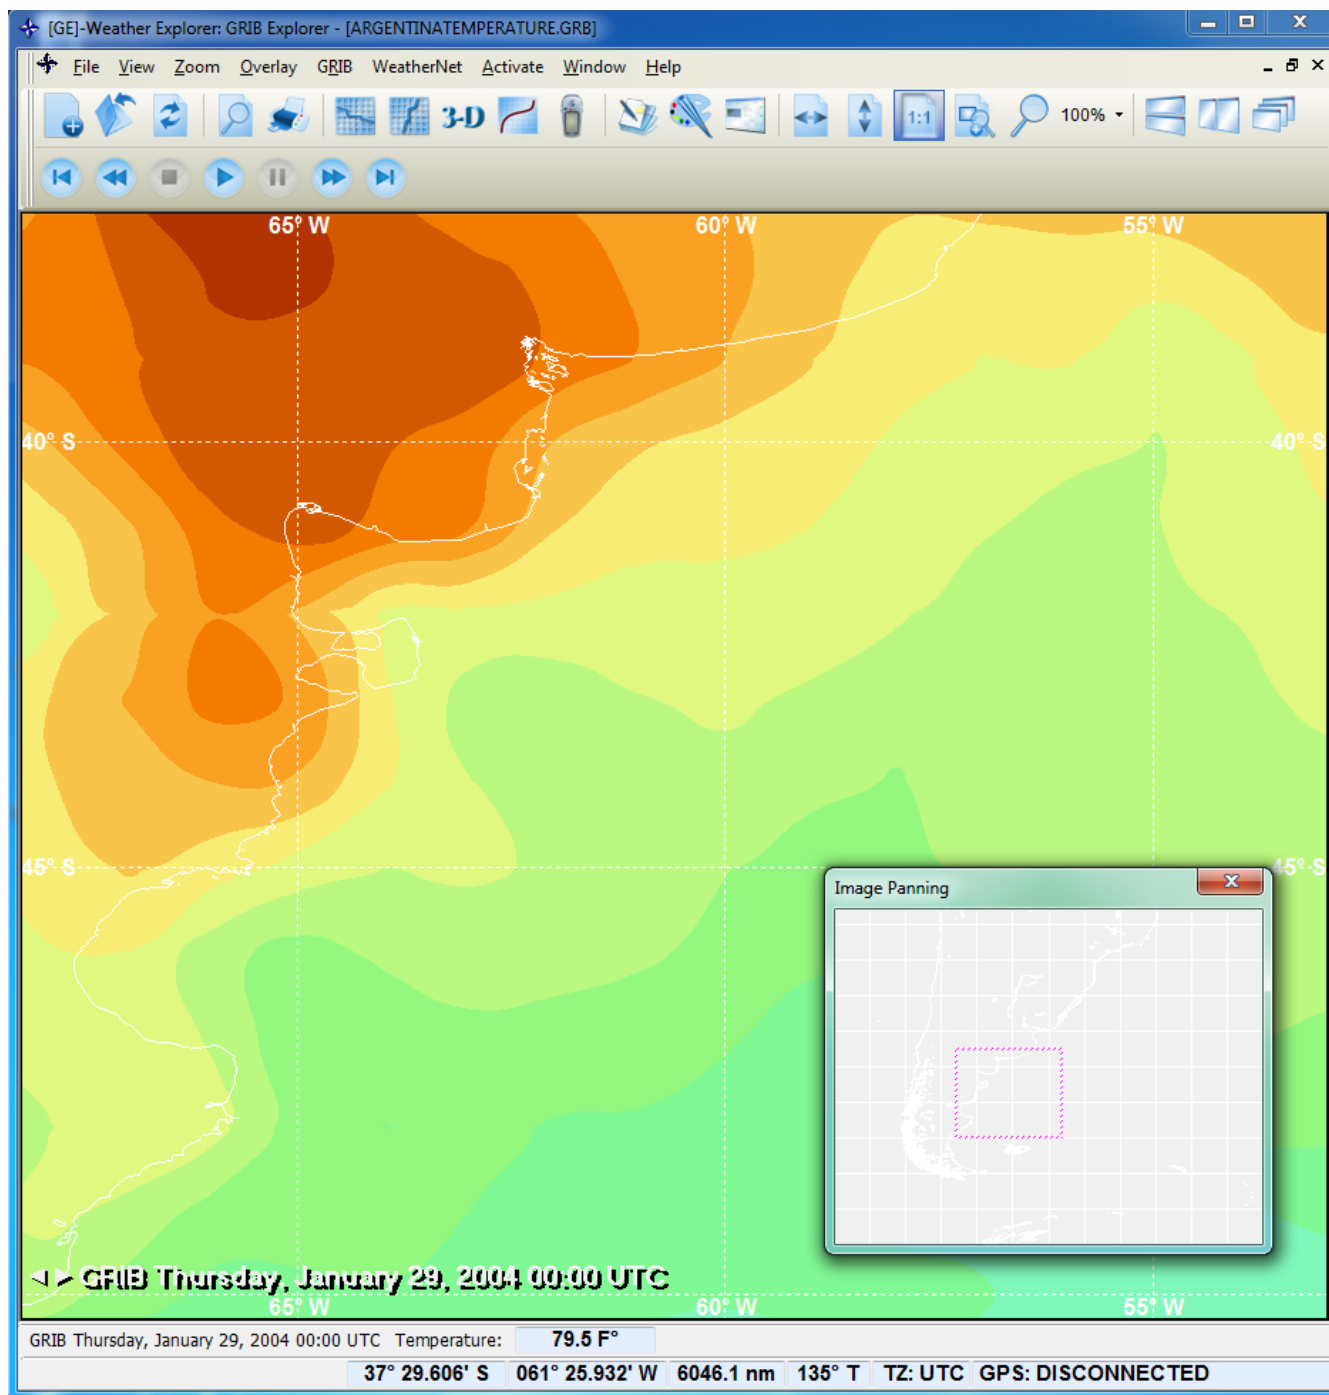 [GE]-Weather Explorer: GRIB Explorer - [ARGENTINATEMPERATURE.GRB]
File View Zoom Overlay GRIB WeatherNet Activate Window Help
3-D 1:1 100%
65° W 60° W 55° W
40° S 40° S
45° S 45° S
Image Panning
GRIB Thursday, January 29, 2004 00:00 UTC
65° W 60° W 55° W
GRIB Thursday, January 29, 2004 00:00 UTC Temperature: 79.5 F°
37° 29.606' S 061° 25.932' W 6046.1 nm 135° T TZ: UTC GPS: DISCONNECTED